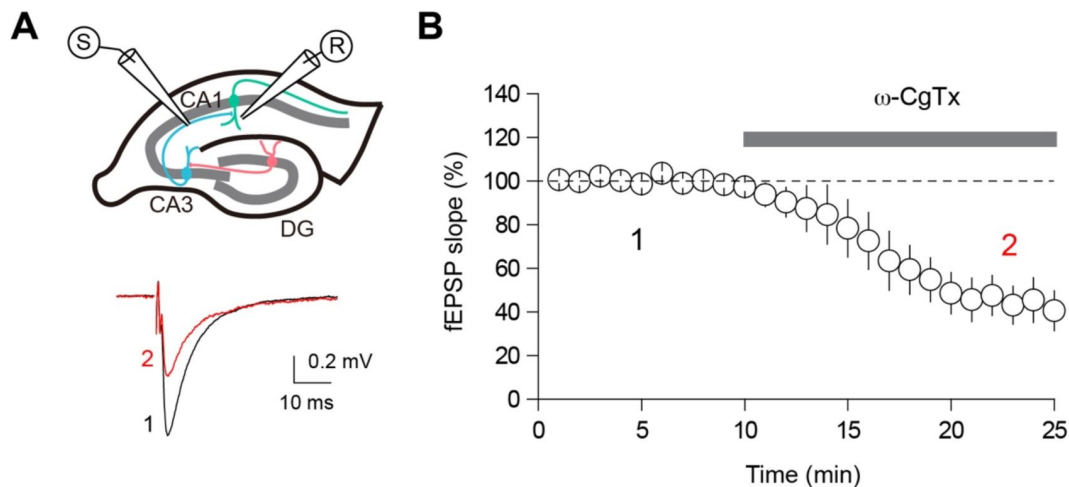 A
S
R
CA1
CA3
DG
2
1
0.2 mV
10 ms
B
ω-CgTx
fEPSP slope (%)
140
120
100
80
60
40
20
0
1
2
0 5 10 15 20 25
Time (min)